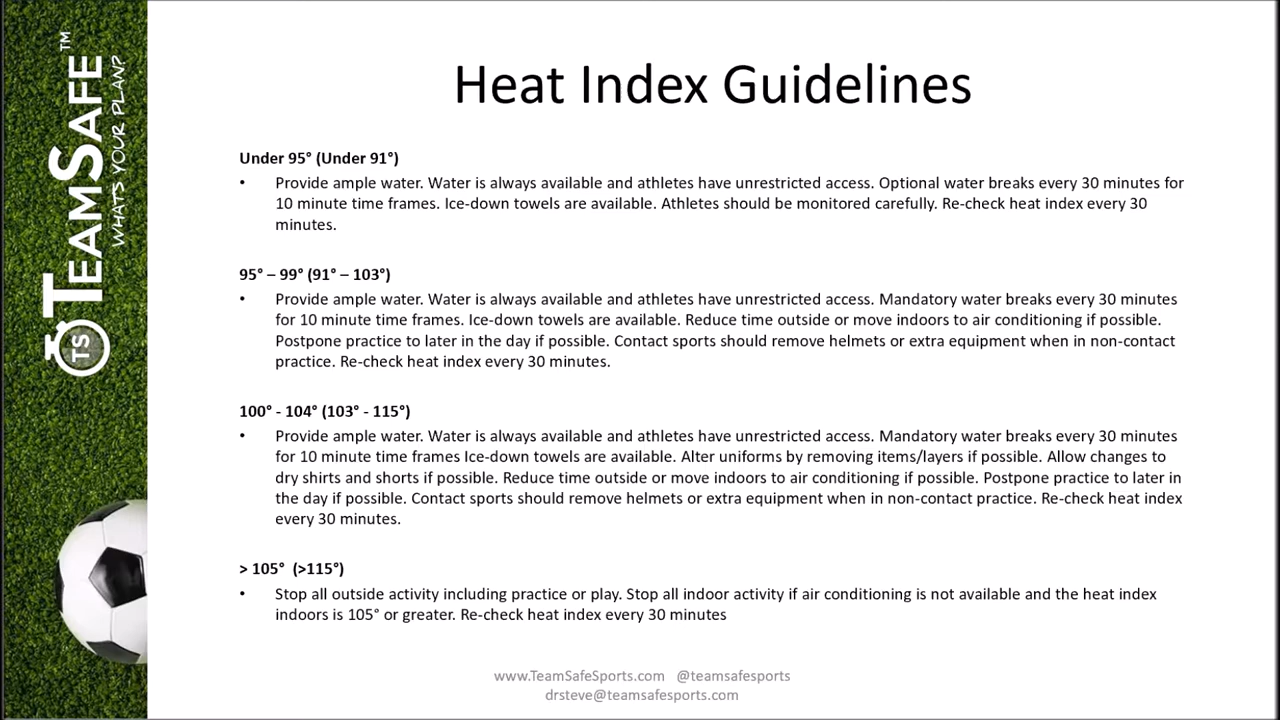 TEAMSAFE™
WHATS YOUR PLAN?
TS
Heat Index Guidelines
Under 95° (Under 91°)
• Provide ample water. Water is always available and athletes have unrestricted access. Optional water breaks every 30 minutes for
10 minute time frames. Ice-down towels are available. Athletes should be monitored carefully. Re-check heat index every 30
minutes.
95° – 99° (91° – 103°)
• Provide ample water. Water is always available and athletes have unrestricted access. Mandatory water breaks every 30 minutes
for 10 minute time frames. Ice-down towels are available. Reduce time outside or move indoors to air conditioning if possible.
Postpone practice to later in the day if possible. Contact sports should remove helmets or extra equipment when in non-contact
practice. Re-check heat index every 30 minutes.
100° - 104° (103° - 115°)
• Provide ample water. Water is always available and athletes have unrestricted access. Mandatory water breaks every 30 minutes
for 10 minute time frames Ice-down towels are available. Alter uniforms by removing items/layers if possible. Allow changes to
dry shirts and shorts if possible. Reduce time outside or move indoors to air conditioning if possible. Postpone practice to later in
the day if possible. Contact sports should remove helmets or extra equipment when in non-contact practice. Re-check heat index
every 30 minutes.
> 105° (>115°)
• Stop all outside activity including practice or play. Stop all indoor activity if air conditioning is not available and the heat index
indoors is 105° or greater. Re-check heat index every 30 minutes
www.TeamSafeSports.com @teamsafesports
drsteve@teamsafesports.com